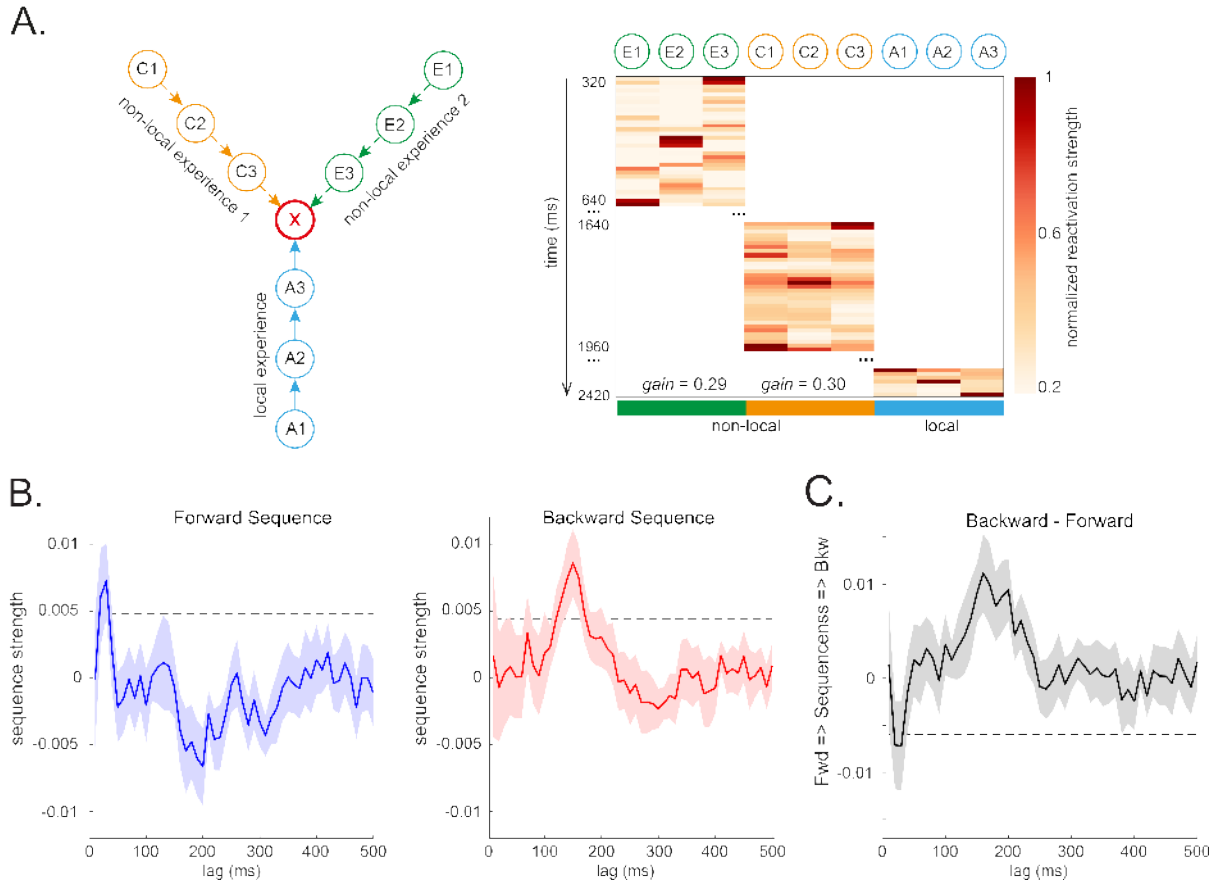 A.
C1
C2
C3
non-local experience 1
E1
E2
E3
non-local experience 2
X
A3
A2
A1
local experience
E1 E2 E3 C1 C2 C3 A1 A2 A3
320
640
...
...
1640
1960
...
...
2420
time (ms)
gain = 0.29
gain = 0.30
non-local
local
1
0.6
0.2
normalized reactivation strength
B.
Forward Sequence
0.01
0.005
0
-0.005
-0.01
sequence strength
0 100 200 300 400 500
lag (ms)
Backward Sequence
0.01
0.005
0
-0.005
-0.01
sequence strength
0 100 200 300 400 500
lag (ms)
C.
Backward - Forward
0.01
0
-0.01
Fwd => Sequencenss => Bkw
0 100 200 300 400 500
lag (ms)